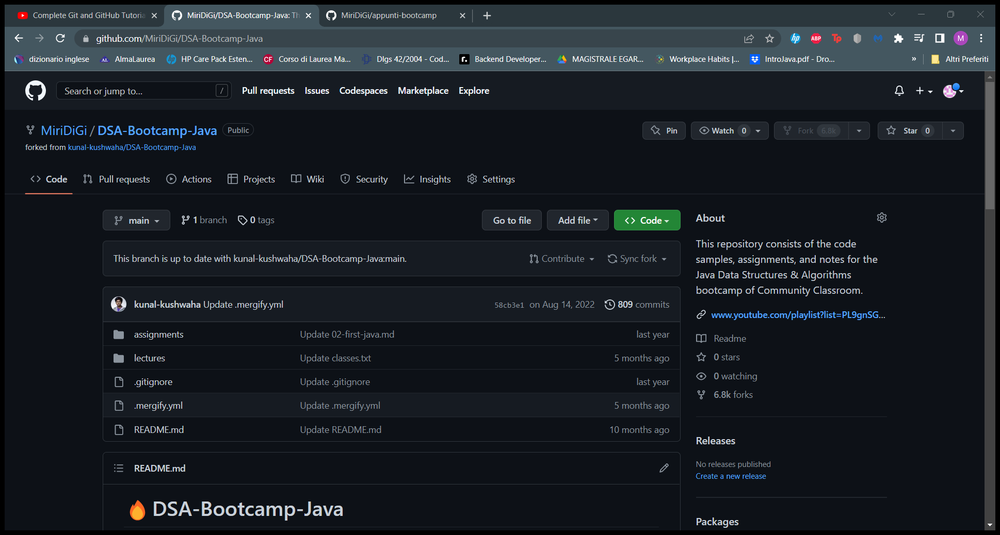 Complete Git and GitHub Tutoria
MiriDiGi/DSA-Bootcamp-Java: Th
MiriDiGi/appunti-bootcamp
github.com/MiriDiGi/DSA-Bootcamp-Java
hp
ABP
Tp
M
dizionario inglese
AL AlmaLaurea
hp HP Care Pack Esten...
CF Corso di Laurea Ma...
Dlgs 42/2004 - Cod...
r. Backend Developer...
MAGISTRALE EGAR...
Workplace Habits |...
IntroJava.pdf - Dro...
»
Altri Preferiti
Search or jump to... /
Pull requests
Issues
Codespaces
Marketplace
Explore
MiriDiGi / DSA-Bootcamp-Java Public
Pin
Watch 0
Fork 6.8k
Star 0
forked from kunal-kushwaha/DSA-Bootcamp-Java
Code
Pull requests
Actions
Projects
Wiki
Security
Insights
Settings
main
1 branch
0 tags
Go to file
Add file
Code
This branch is up to date with kunal-kushwaha/DSA-Bootcamp-Java:main.
Contribute
Sync fork
kunal-kushwaha Update .mergify.yml 58cb3e1 on Aug 14, 2022 809 commits
assignments Update 02-first-java.md last year
lectures Update classes.txt 5 months ago
.gitignore Update .gitignore last year
.mergify.yml Update .mergify.yml 5 months ago
README.md Update README.md 10 months ago
README.md
DSA-Bootcamp-Java
About
This repository consists of the code
samples, assignments, and notes for the
Java Data Structures & Algorithms
bootcamp of Community Classroom.
www.youtube.com/playlist?list=PL9gnSG...
Readme
0 stars
0 watching
6.8k forks
Releases
No releases published
Create a new release
Packages